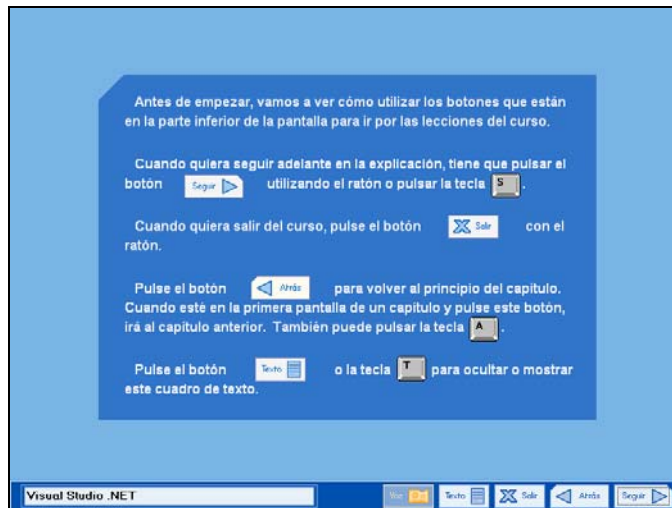 Antes de empezar, vamos a ver cómo utilizar los botones que están
en la parte inferior de la pantalla para ir por las lecciones del curso.
Cuando quiera seguir adelante en la explicación, tiene que pulsar el
botón Seguir utilizando el ratón o pulsar la tecla S.
Cuando quiera salir del curso, pulse el botón Salir con el
ratón.
Pulse el botón Atrás para volver al principio del capítulo.
Cuando esté en la primera pantalla de un capítulo y pulse este botón,
irá al capítulo anterior. También puede pulsar la tecla A.
Pulse el botón Texto o la tecla T para ocultar o mostrar
este cuadro de texto.
Visual Studio .NET Texto Salir Atrás Seguir